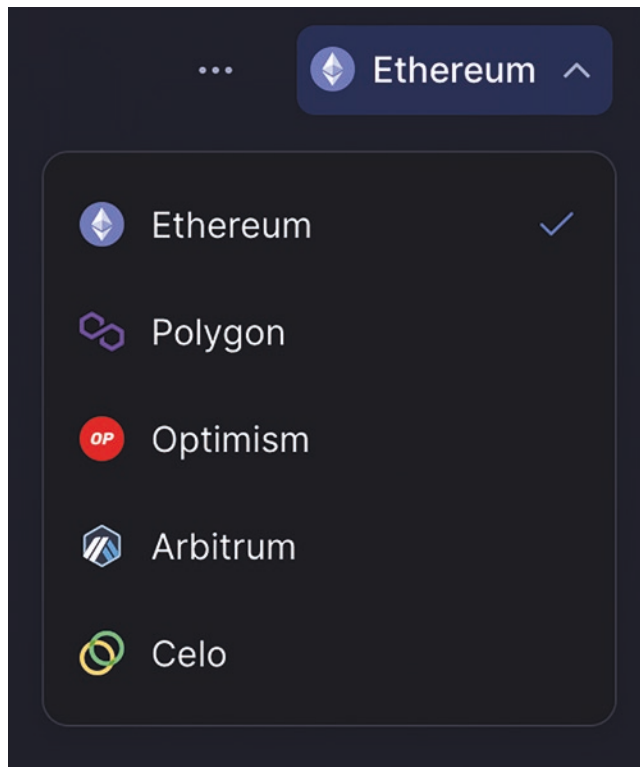 Ethereum
Ethereum
Polygon
OP Optimism
Arbitrum
Celo